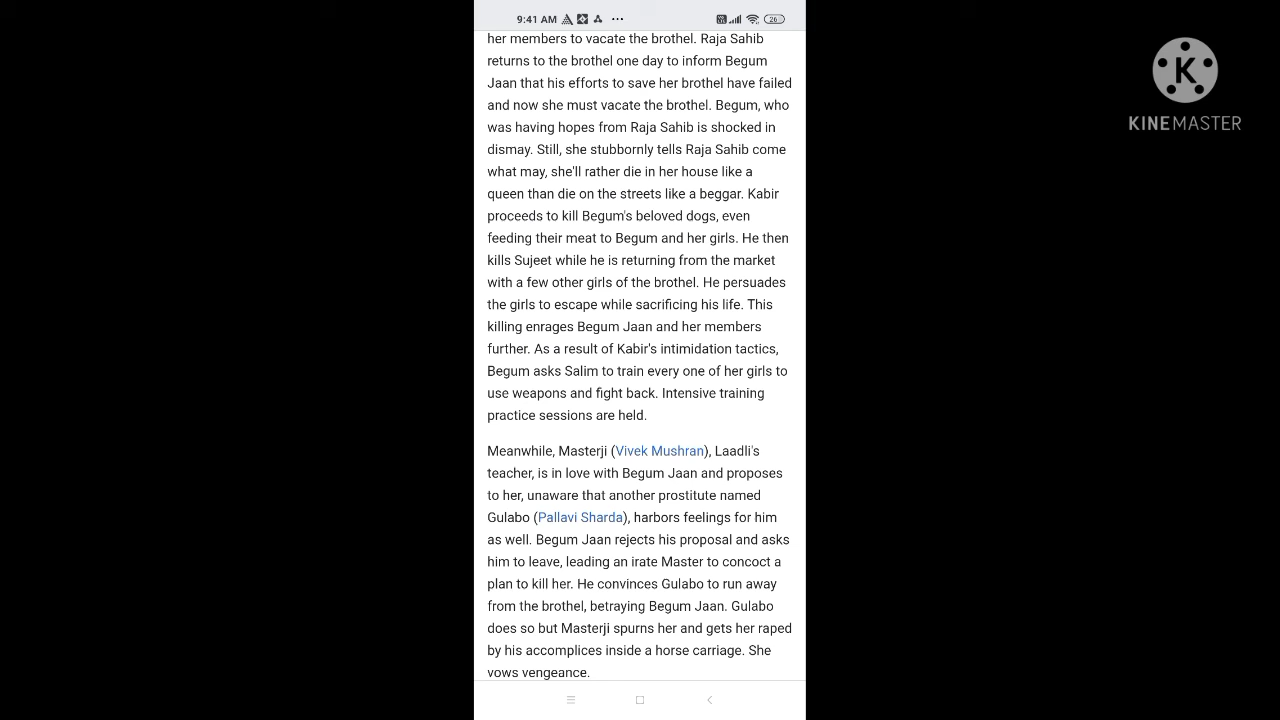 9:41 AM ...
26
K
KINEMASTER
her members to vacate the brothel. Raja Sahib
returns to the brothel one day to inform Begum
Jaan that his efforts to save her brothel have failed
and now she must vacate the brothel. Begum, who
was having hopes from Raja Sahib is shocked in
dismay. Still, she stubbornly tells Raja Sahib come
what may, she'll rather die in her house like a
queen than die on the streets like a beggar. Kabir
proceeds to kill Begum's beloved dogs, even
feeding their meat to Begum and her girls. He then
kills Sujeet while he is returning from the market
with a few other girls of the brothel. He persuades
the girls to escape while sacrificing his life. This
killing enrages Begum Jaan and her members
further. As a result of Kabir's intimidation tactics,
Begum asks Salim to train every one of her girls to
use weapons and fight back. Intensive training
practice sessions are held.
Meanwhile, Masterji (Vivek Mushran), Laadli's
teacher, is in love with Begum Jaan and proposes
to her, unaware that another prostitute named
Gulabo (Pallavi Sharda), harbors feelings for him
as well. Begum Jaan rejects his proposal and asks
him to leave, leading an irate Master to concoct a
plan to kill her. He convinces Gulabo to run away
from the brothel, betraying Begum Jaan. Gulabo
does so but Masterji spurns her and gets her raped
by his accomplices inside a horse carriage. She
vows vengeance.